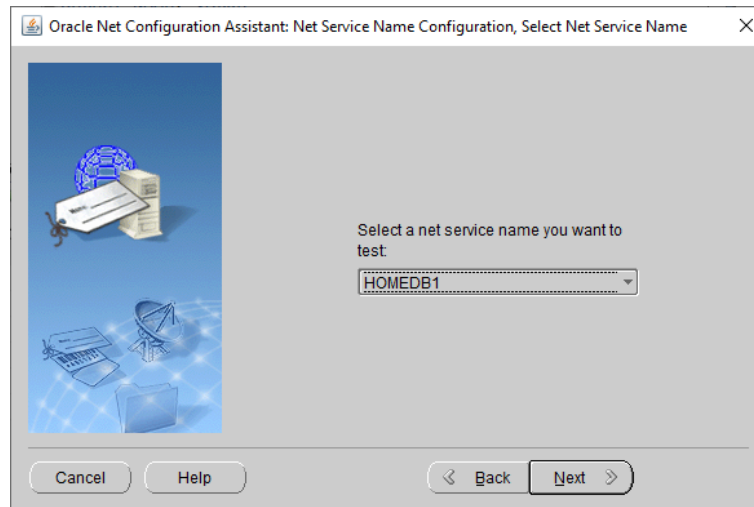 Oracle Net Configuration Assistant: Net Service Name Configuration, Select Net Service Name
Select a net service name you want to
test:
HOMEDB1
Cancel
Help
Back
Next